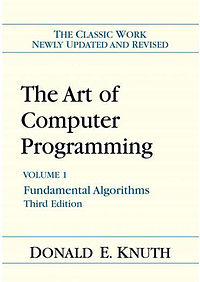 THE CLASSIC WORK
NEWLY UPDATED AND REVISED
The Art of
Computer
Programming
VOLUME 1
Fundamental Algorithms
Third Edition
DONALD E. KNUTH